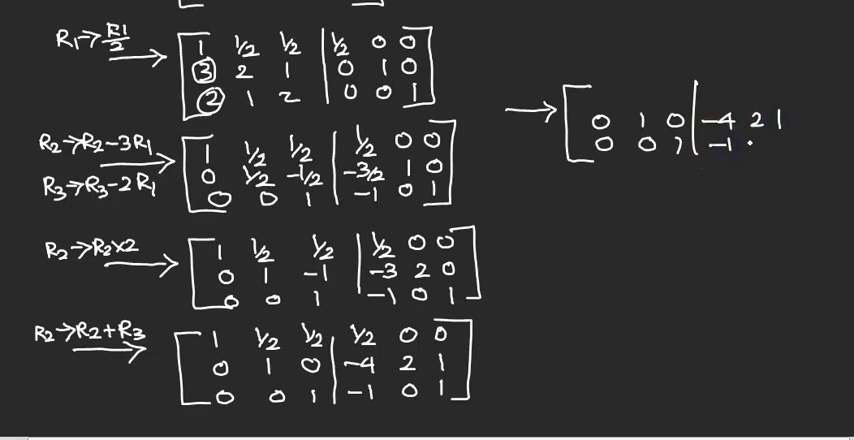 R1→R1/2 → [ 1 1/2 1/2 | 1/2 0 0 ]
3 2 1 | 0 1 0
2 1 2 | 0 0 1
R2→R2-3R1
R3→R3-2R1
→ [ 1 1/2 1/2 | 1/2 0 0 ]
0 1/2 -1/2 | -3/2 1 0
0 0 1 | -1 0 1
R2→R2×2 → [ 1 1/2 1/2 | 1/2 0 0 ]
0 1 -1 | -3 2 0
0 0 1 | -1 0 1
R2→R2+R3 → [ 1 1/2 1/2 | 1/2 0 0 ]
0 1 0 | -4 2 1
0 0 1 | -1 0 1
→ [ 0 1 0 | -4 2 1
0 0 1 | -1